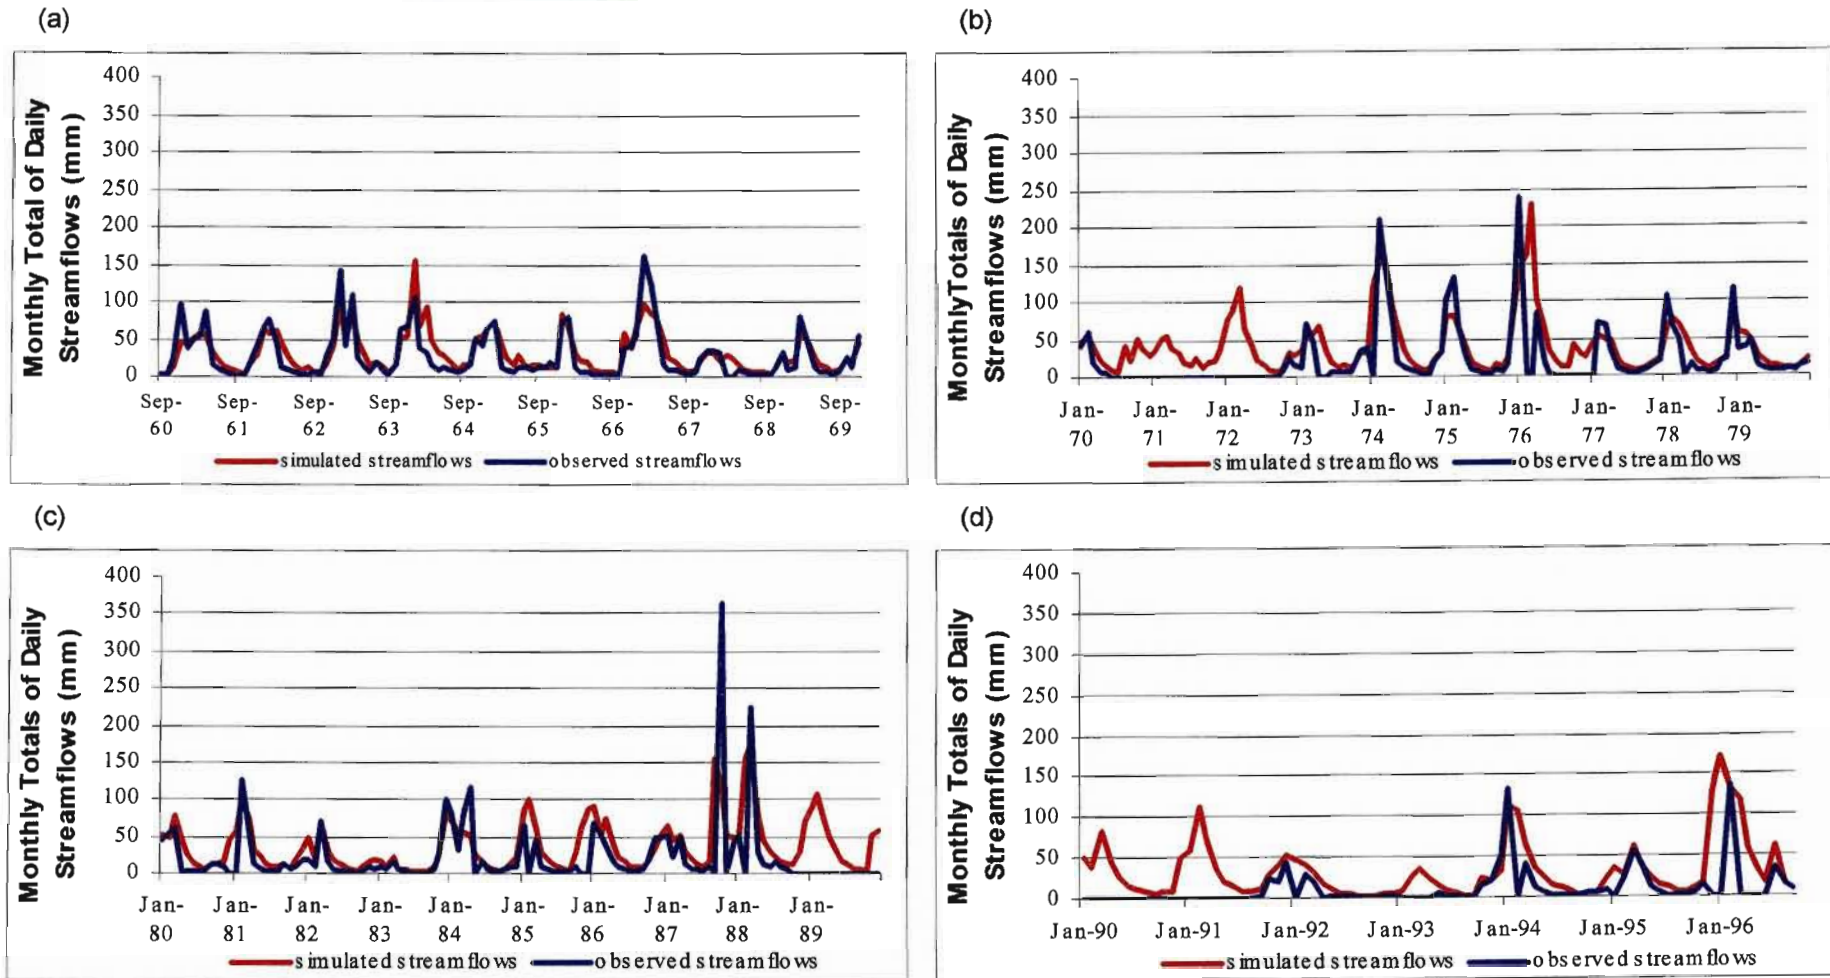 (a)
Monthly Total of Daily
Streamflows (mm)
400
350
300
250
200
150
100
50
0
Sep-60 Sep-61 Sep-62 Sep-63 Sep-64 Sep-65 Sep-66 Sep-67 Sep-68 Sep-69
simulated streamflows observed streamflows
(b)
MonthlyTotals of Daily
Streamflows (mm)
400
350
300
250
200
150
100
50
0
Jan-70 Jan-71 Jan-72 Jan-73 Jan-74 Jan-75 Jan-76 Jan-77 Jan-78 Jan-79
simulated streamflows observed streamflows
(c)
Monthly Totals of Daily
Streamflows (mm)
400
350
300
250
200
150
100
50
0
Jan-80 Jan-81 Jan-82 Jan-83 Jan-84 Jan-85 Jan-86 Jan-87 Jan-88 Jan-89
simulated streamflows observed streamflows
(d)
Monthly Totals of Daily
Streamflows (mm)
400
350
300
250
200
150
100
50
0
Jan-90 Jan-91 Jan-92 Jan-93 Jan-94 Jan-95 Jan-96
simulated streamflows observed streamflows